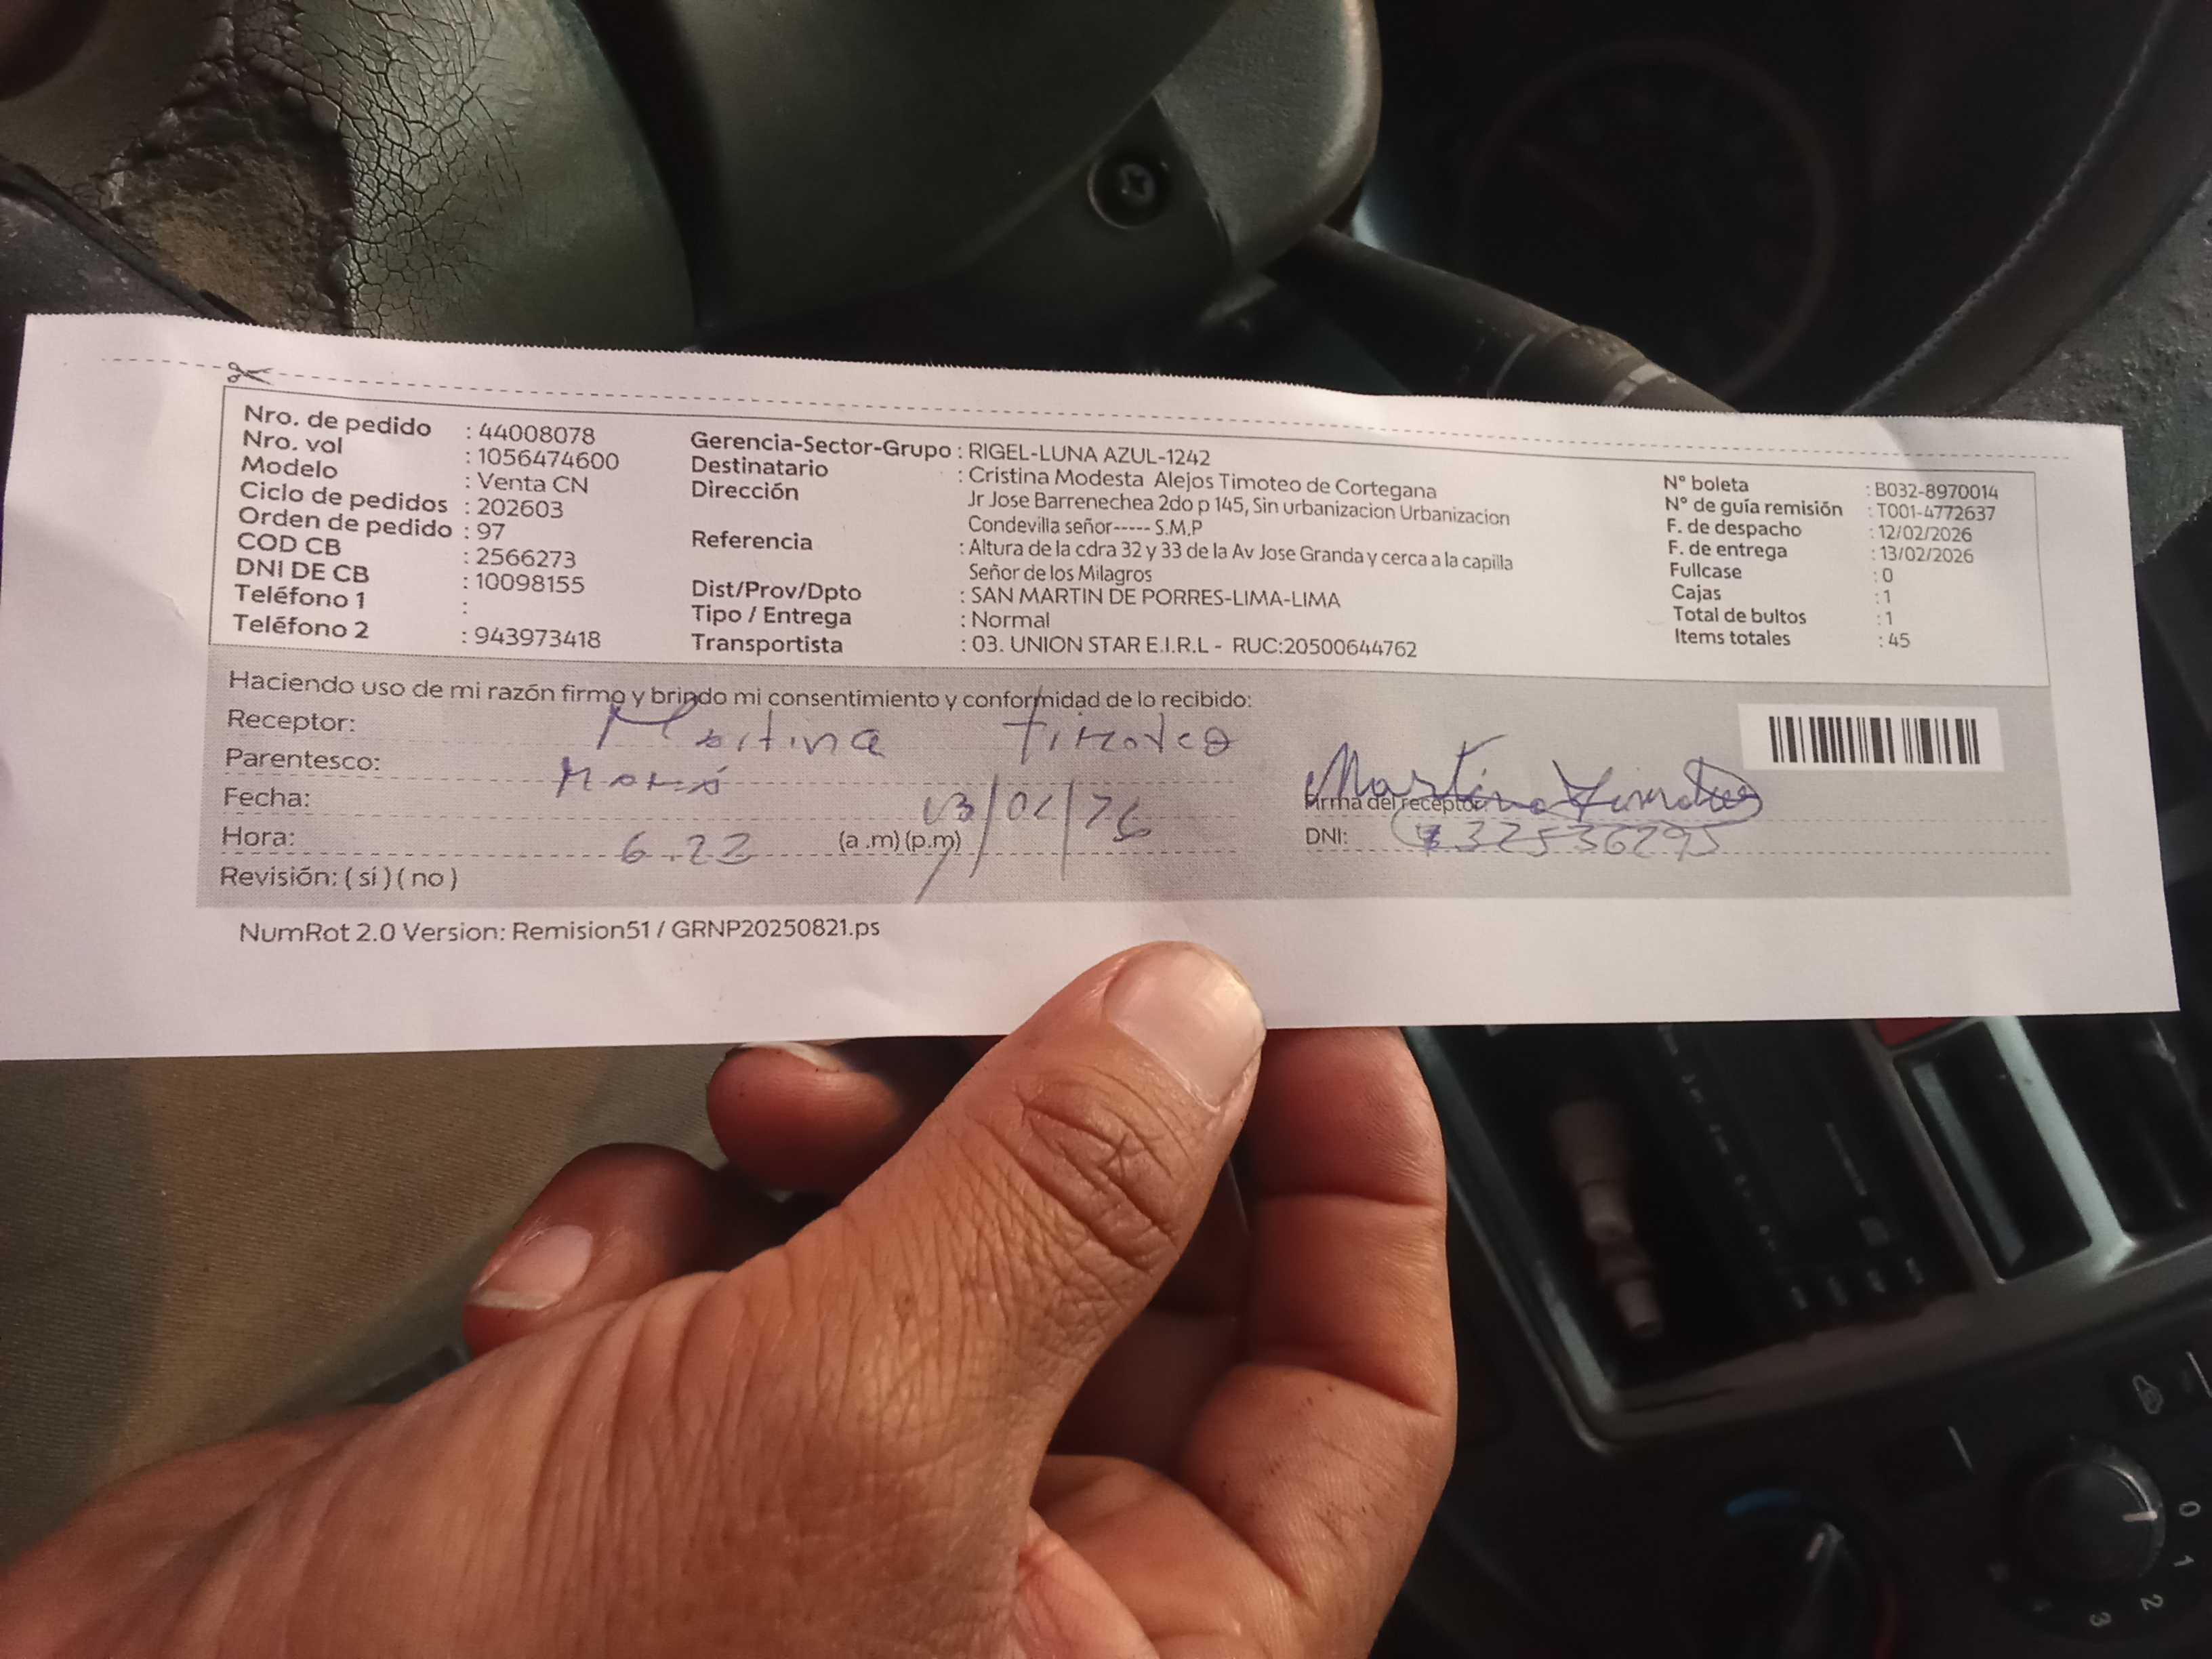 Nro. de pedido : 44008078
Nro. vol : 1056474600
Modelo : Venta CN
Ciclo de pedidos : 202603
Orden de pedido : 97
COD CB : 2566273
DNI DE CB : 10098155
Teléfono 1 :
Teléfono 2 : 943973418
Gerencia-Sector-Grupo : RIGEL-LUNA AZUL-1242
Destinatario : Cristina Modesta Alejos Timoteo de Cortegana
Dirección Jr Jose Barrenechea 2do p 145, Sin urbanizacion Urbanizacion
Condevilla señor----- S.M.P
Referencia : Altura de la cdra 32 y 33 de la Av Jose Granda y cerca a la capilla
Señor de los Milagros
Dist/Prov/Dpto : SAN MARTIN DE PORRES-LIMA-LIMA
Tipo / Entrega : Normal
Transportista : 03. UNION STAR E.I.R.L - RUC:20500644762
N° boleta : B032-8970014
N° de guía remisión : T001-4772637
F. de despacho : 12/02/2026
F. de entrega : 13/02/2026
Fullcase : 0
Cajas : 1
Total de bultos : 1
Items totales : 45
Haciendo uso de mi razón firmo y brindo mi consentimiento y conformidad de lo recibido:
Receptor: Martina Timoteo
Parentesco: Mamá
Fecha:
Hora: 6.22 (a .m) (p.m)
Revisión: ( si ) ( no )
Martina Timoteo
Firma del receptor:
DNI: 32536295
NumRot 2.0 Version: Remision51 / GRNP20250821.ps
0
1
2
3